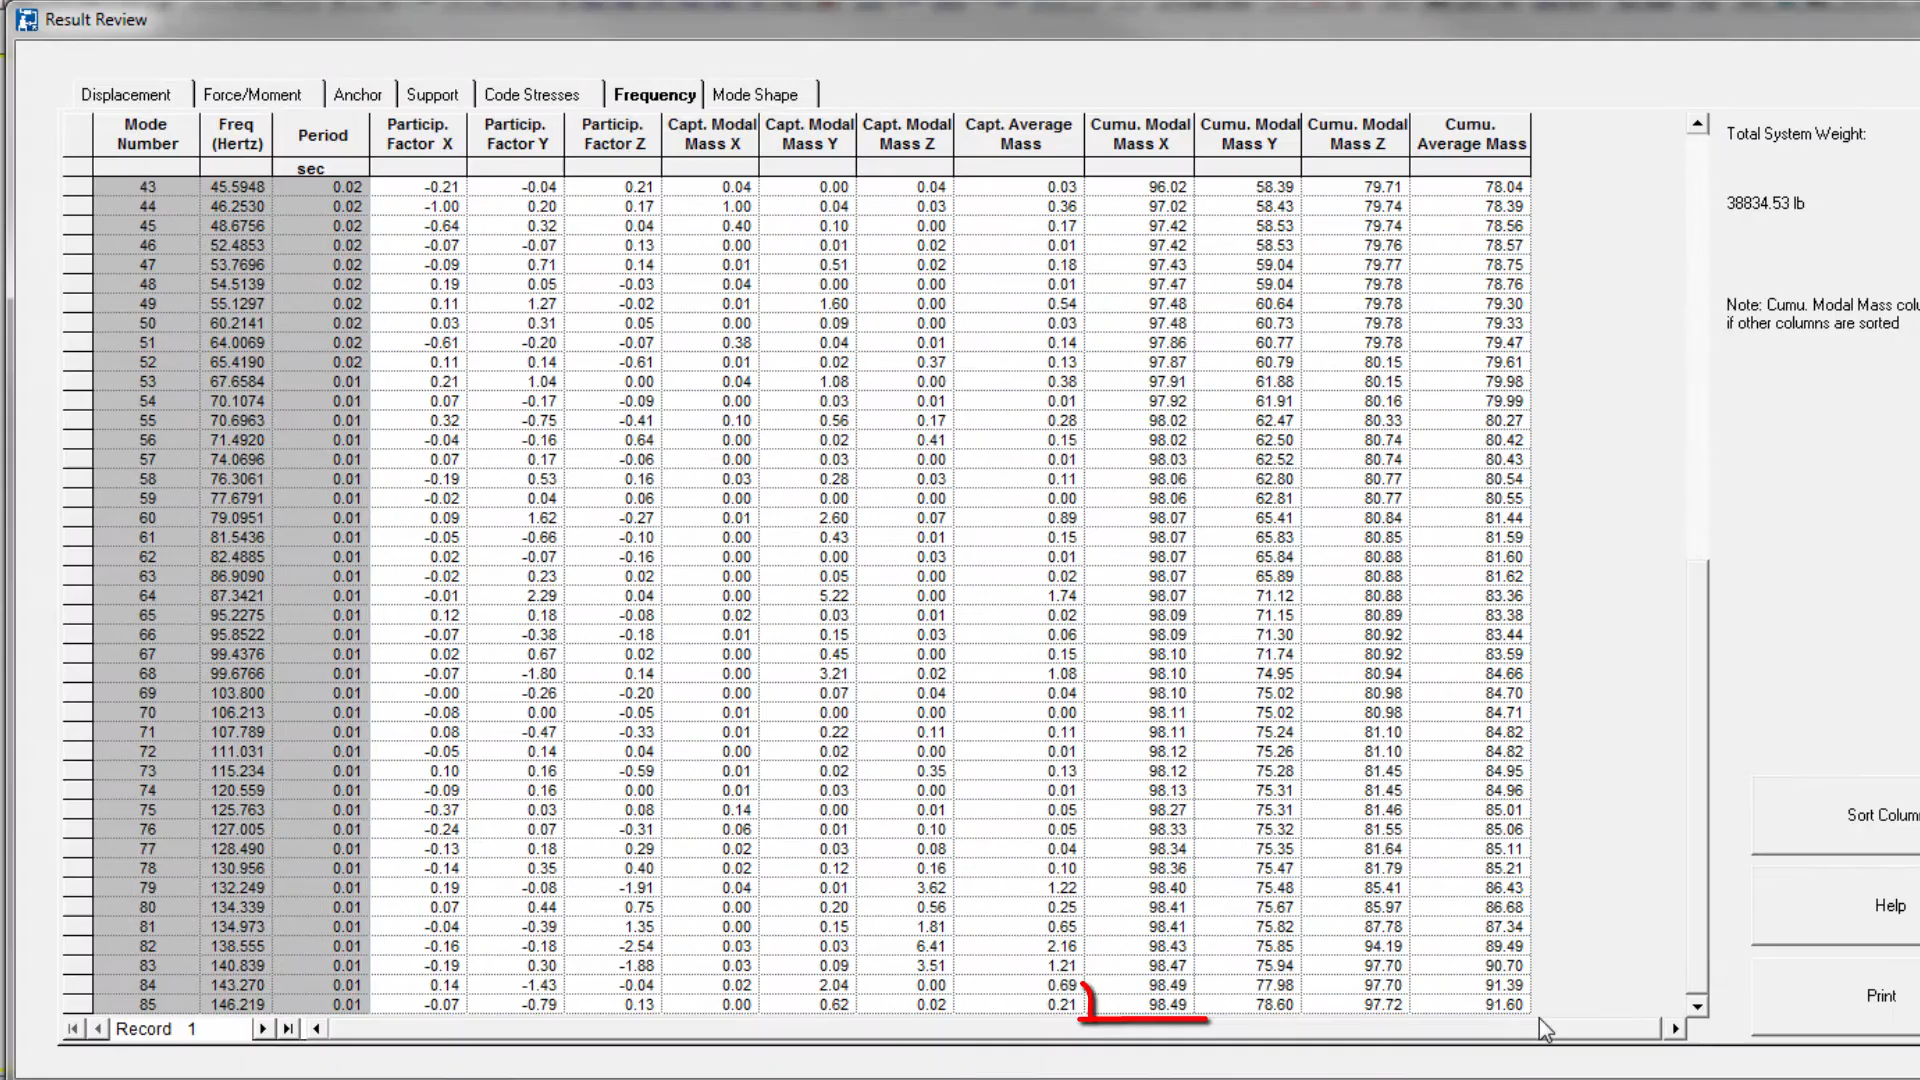 Result Review
Displacement Force/Moment Anchor Support Code Stresses Frequency Mode Shape
Mode Number Freq (Hertz) Period Particip. Factor X Particip. Factor Y Particip. Factor Z Capt. Modal Mass X Capt. Modal Mass Y Capt. Modal Mass Z Capt. Average Mass Cumu. Modal Mass X Cumu. Modal Mass Y Cumu. Modal Mass Z Cumu. Average Mass
sec
43 45.5948 0.02 -0.21 -0.04 0.21 0.04 0.00 0.04 0.03 96.02 58.39 79.71 78.04
44 46.2530 0.02 -1.00 0.20 0.17 1.00 0.04 0.03 0.36 97.02 58.43 79.74 78.39
45 48.6756 0.02 -0.64 0.32 0.04 0.40 0.10 0.00 0.17 97.42 58.53 79.74 78.56
46 52.4853 0.02 -0.07 -0.07 0.13 0.00 0.01 0.02 0.01 97.42 58.53 79.76 78.57
47 53.7696 0.02 -0.09 0.71 0.14 0.01 0.51 0.02 0.18 97.43 59.04 79.77 78.75
48 54.5139 0.02 0.19 0.05 -0.03 0.04 0.00 0.00 0.01 97.47 59.04 79.78 78.76
49 55.1297 0.02 0.11 1.27 -0.02 0.01 1.60 0.00 0.54 97.48 60.64 79.78 79.30
50 60.2141 0.02 0.03 0.31 0.05 0.00 0.09 0.00 0.03 97.48 60.73 79.78 79.33
51 64.0069 0.02 -0.61 -0.20 -0.07 0.38 0.04 0.01 0.14 97.86 60.77 79.78 79.47
52 65.4190 0.02 0.11 0.14 -0.61 0.01 0.02 0.37 0.13 97.87 60.79 80.15 79.61
53 67.6584 0.01 0.21 1.04 0.00 0.04 1.08 0.00 0.38 97.91 61.88 80.15 79.98
54 70.1074 0.01 0.07 -0.17 -0.09 0.00 0.03 0.01 0.01 97.92 61.91 80.16 79.99
55 70.6963 0.01 0.32 -0.75 -0.41 0.10 0.56 0.17 0.28 98.02 62.47 80.33 80.27
56 71.4920 0.01 -0.04 -0.16 0.64 0.00 0.02 0.41 0.15 98.02 62.50 80.74 80.42
57 74.0696 0.01 0.07 0.17 -0.06 0.00 0.03 0.00 0.01 98.03 62.52 80.74 80.43
58 76.3061 0.01 -0.19 0.53 0.16 0.03 0.28 0.03 0.11 98.06 62.80 80.77 80.54
59 77.6791 0.01 -0.02 0.04 0.06 0.00 0.00 0.00 0.00 98.06 62.81 80.77 80.55
60 79.0951 0.01 0.09 1.62 -0.27 0.01 2.60 0.07 0.89 98.07 65.41 80.84 81.44
61 81.5436 0.01 -0.05 -0.66 -0.10 0.00 0.43 0.01 0.15 98.07 65.83 80.85 81.59
62 82.4885 0.01 0.02 -0.07 -0.16 0.00 0.00 0.03 0.01 98.07 65.84 80.88 81.60
63 86.9090 0.01 -0.02 0.23 0.02 0.00 0.05 0.00 0.02 98.07 65.89 80.88 81.62
64 87.3421 0.01 -0.01 2.29 0.04 0.00 5.22 0.00 1.74 98.07 71.12 80.88 83.36
65 95.2275 0.01 0.12 0.18 -0.08 0.02 0.03 0.01 0.02 98.09 71.15 80.89 83.38
66 95.8522 0.01 -0.07 -0.38 -0.18 0.01 0.15 0.03 0.06 98.09 71.30 80.92 83.44
67 99.4376 0.01 0.02 0.67 0.02 0.00 0.45 0.00 0.15 98.10 71.74 80.92 83.59
68 99.6766 0.01 -0.07 -1.80 0.14 0.00 3.21 0.02 1.08 98.10 74.95 80.94 84.66
69 103.800 0.01 -0.00 -0.26 -0.20 0.00 0.07 0.04 0.04 98.10 75.02 80.98 84.70
70 106.213 0.01 -0.08 0.00 -0.05 0.01 0.00 0.00 0.00 98.11 75.02 80.98 84.71
71 107.789 0.01 0.08 -0.47 -0.33 0.01 0.22 0.11 0.11 98.11 75.24 81.10 84.82
72 111.031 0.01 -0.05 0.14 0.04 0.00 0.02 0.00 0.01 98.12 75.26 81.10 84.82
73 115.234 0.01 0.10 0.16 -0.59 0.01 0.02 0.35 0.13 98.12 75.28 81.45 84.95
74 120.559 0.01 -0.09 0.16 0.00 0.01 0.03 0.00 0.01 98.13 75.31 81.45 84.96
75 125.763 0.01 -0.37 0.03 0.08 0.14 0.00 0.01 0.05 98.27 75.31 81.46 85.01
76 127.005 0.01 -0.24 0.07 -0.31 0.06 0.01 0.10 0.05 98.33 75.32 81.55 85.06
77 128.490 0.01 -0.13 0.18 0.29 0.02 0.03 0.08 0.04 98.34 75.35 81.64 85.11
78 130.956 0.01 -0.14 0.35 0.40 0.02 0.12 0.16 0.10 98.36 75.47 81.79 85.21
79 132.249 0.01 0.19 -0.08 -1.91 0.04 0.01 3.62 1.22 98.40 75.48 85.41 86.43
80 134.339 0.01 0.07 0.44 0.75 0.00 0.20 0.56 0.25 98.41 75.67 85.97 86.68
81 134.973 0.01 -0.04 -0.39 1.35 0.00 0.15 1.81 0.65 98.41 75.82 87.78 87.34
82 138.555 0.01 -0.16 -0.18 -2.54 0.03 0.03 6.41 2.16 98.43 75.85 94.19 89.49
83 140.839 0.01 -0.19 0.30 -1.88 0.03 0.09 3.51 1.21 98.47 75.94 97.70 90.70
84 143.270 0.01 0.14 -1.43 -0.04 0.02 2.04 0.00 0.69 98.49 77.98 97.70 91.39
85 146.219 0.01 -0.07 -0.79 0.13 0.00 0.62 0.02 0.21 98.49 78.60 97.72 91.60
Record 1
Total System Weight:
38834.53 lb
Note: Cumu. Modal Mass colu
if other columns are sorted
Sort Colum
Help
Print